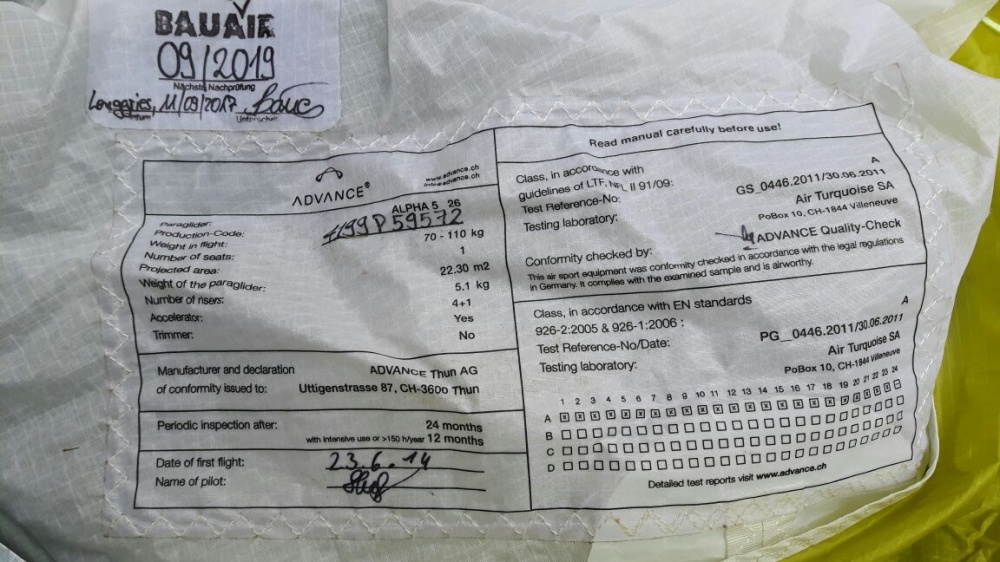 BAUAIR
09/2019
Nächste Nachprüfung
Lenggries, 11/09/2017
Datum Unterschrift
ADVANCE®
www.advance.ch
info@advance.ch
Paraglider: ALPHA 5 26
Production-Code: 4199P59572
Weight in flight: 70 - 110 kg
Number of seats: 1
Projected area: 22.30 m2
Weight of the paraglider: 5.1 kg
Number of risers: 4+1
Accelerator: Yes
Trimmer: No
Manufacturer and declaration ADVANCE Thun AG
of conformity issued to: Uttigenstrasse 87, CH-3600 Thun
Periodic inspection after: 24 months
with intensive use or >150 h/year 12 months
Date of first flight: 23.6.14
Name of pilot:
Read manual carefully before use!
Class, in accordance with A
guidelines of LTF, NFL II 91/09:
Test Reference-No: GS_0446.2011/30.06.2011
Testing laboratory: Air Turquoise SA
PoBox 10, CH-1844 Villeneuve
Conformity checked by: ADVANCE Quality-Check
This air sport equipment was conformity checked in accordance with the legal regulations
in Germany. It complies with the examined sample and is airworthy.
Class, in accordance with EN standards A
926-2:2005 & 926-1:2006 :
Test Reference-No/Date: PG_0446.2011/30.06.2011
Testing laboratory: Air Turquoise SA
PoBox 10, CH-1844 Villeneuve
1 2 3 4 5 6 7 8 9 10 11 12 13 14 15 16 17 18 19 20 21 22 23 24
A
B
C
D
Detailed test reports visit www.advance.ch